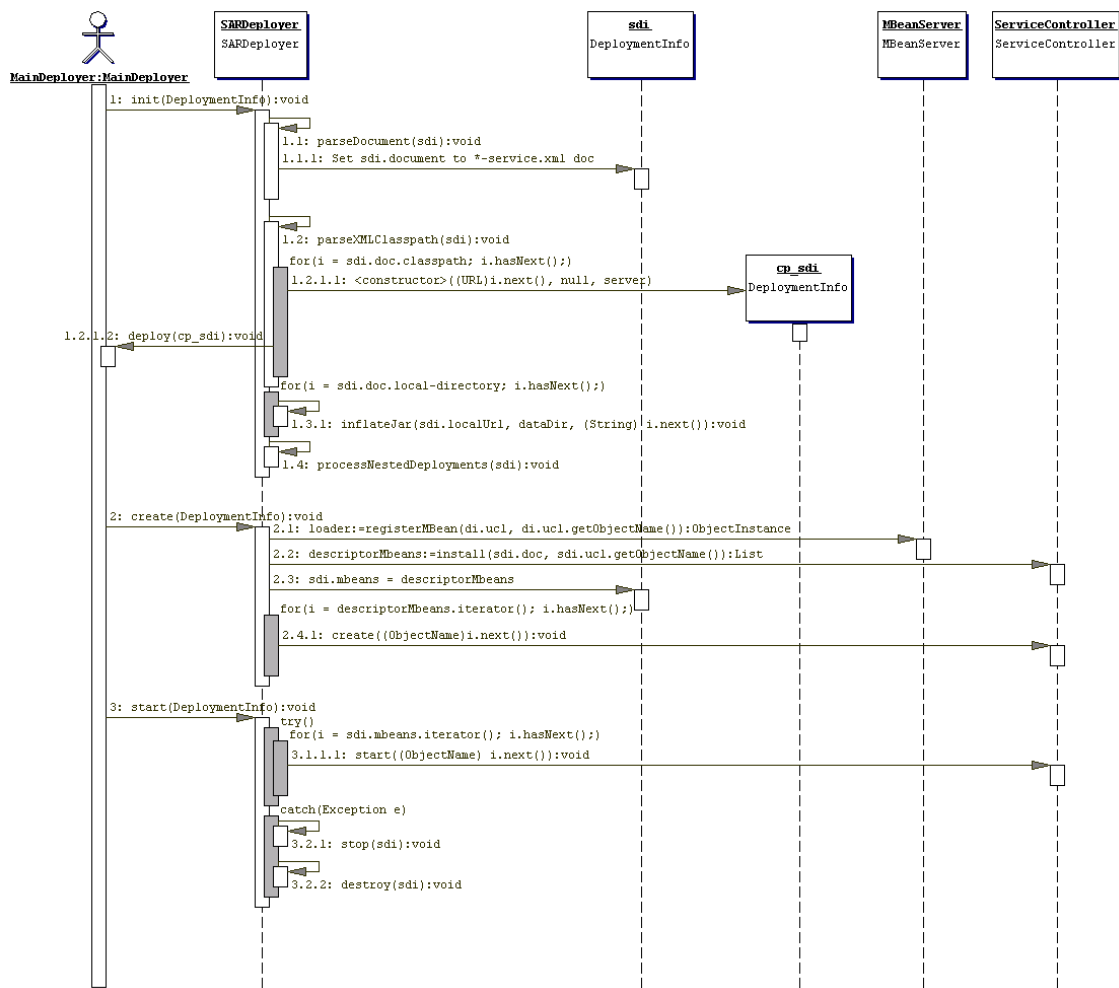 SARDeployer
SARDeployer
sdi
DeploymentInfo
MBeanServer
MBeanServer
ServiceController
ServiceController
MainDeployer:MainDeployer
1: init(DeploymentInfo):void
1.1: parseDocument(sdi):void
1.1.1: Set sdi.document to *-service.xml doc
1.2: parseXMLClasspath(sdi):void
for(i = sdi.doc.classpath; i.hasNext();)
cp_sdi
DeploymentInfo
1.2.1.1: <constructor>((URL)i.next(), null, server)
1.2.1.2: deploy(cp_sdi):void
for(i = sdi.doc.local-directory; i.hasNext();)
1.3.1: inflateJar(sdi.localUrl, dataDir, (String) i.next()):void
1.4: processNestedDeployments(sdi):void
2: create(DeploymentInfo):void
2.1: loader:=registerMBean(di.ucl, di.ucl.getObjectName()):ObjectInstance
2.2: descriptorMbeans:=install(sdi.doc, sdi.ucl.getObjectName()):List
2.3: sdi.mbeans = descriptorMbeans
for(i = descriptorMbeans.iterator(); i.hasNext();)
2.4.1: create((ObjectName)i.next()):void
3: start(DeploymentInfo):void
try()
for(i = sdi.mbeans.iterator(); i.hasNext();)
3.1.1.1: start((ObjectName) i.next()):void
catch(Exception e)
3.2.1: stop(sdi):void
3.2.2: destroy(sdi):void